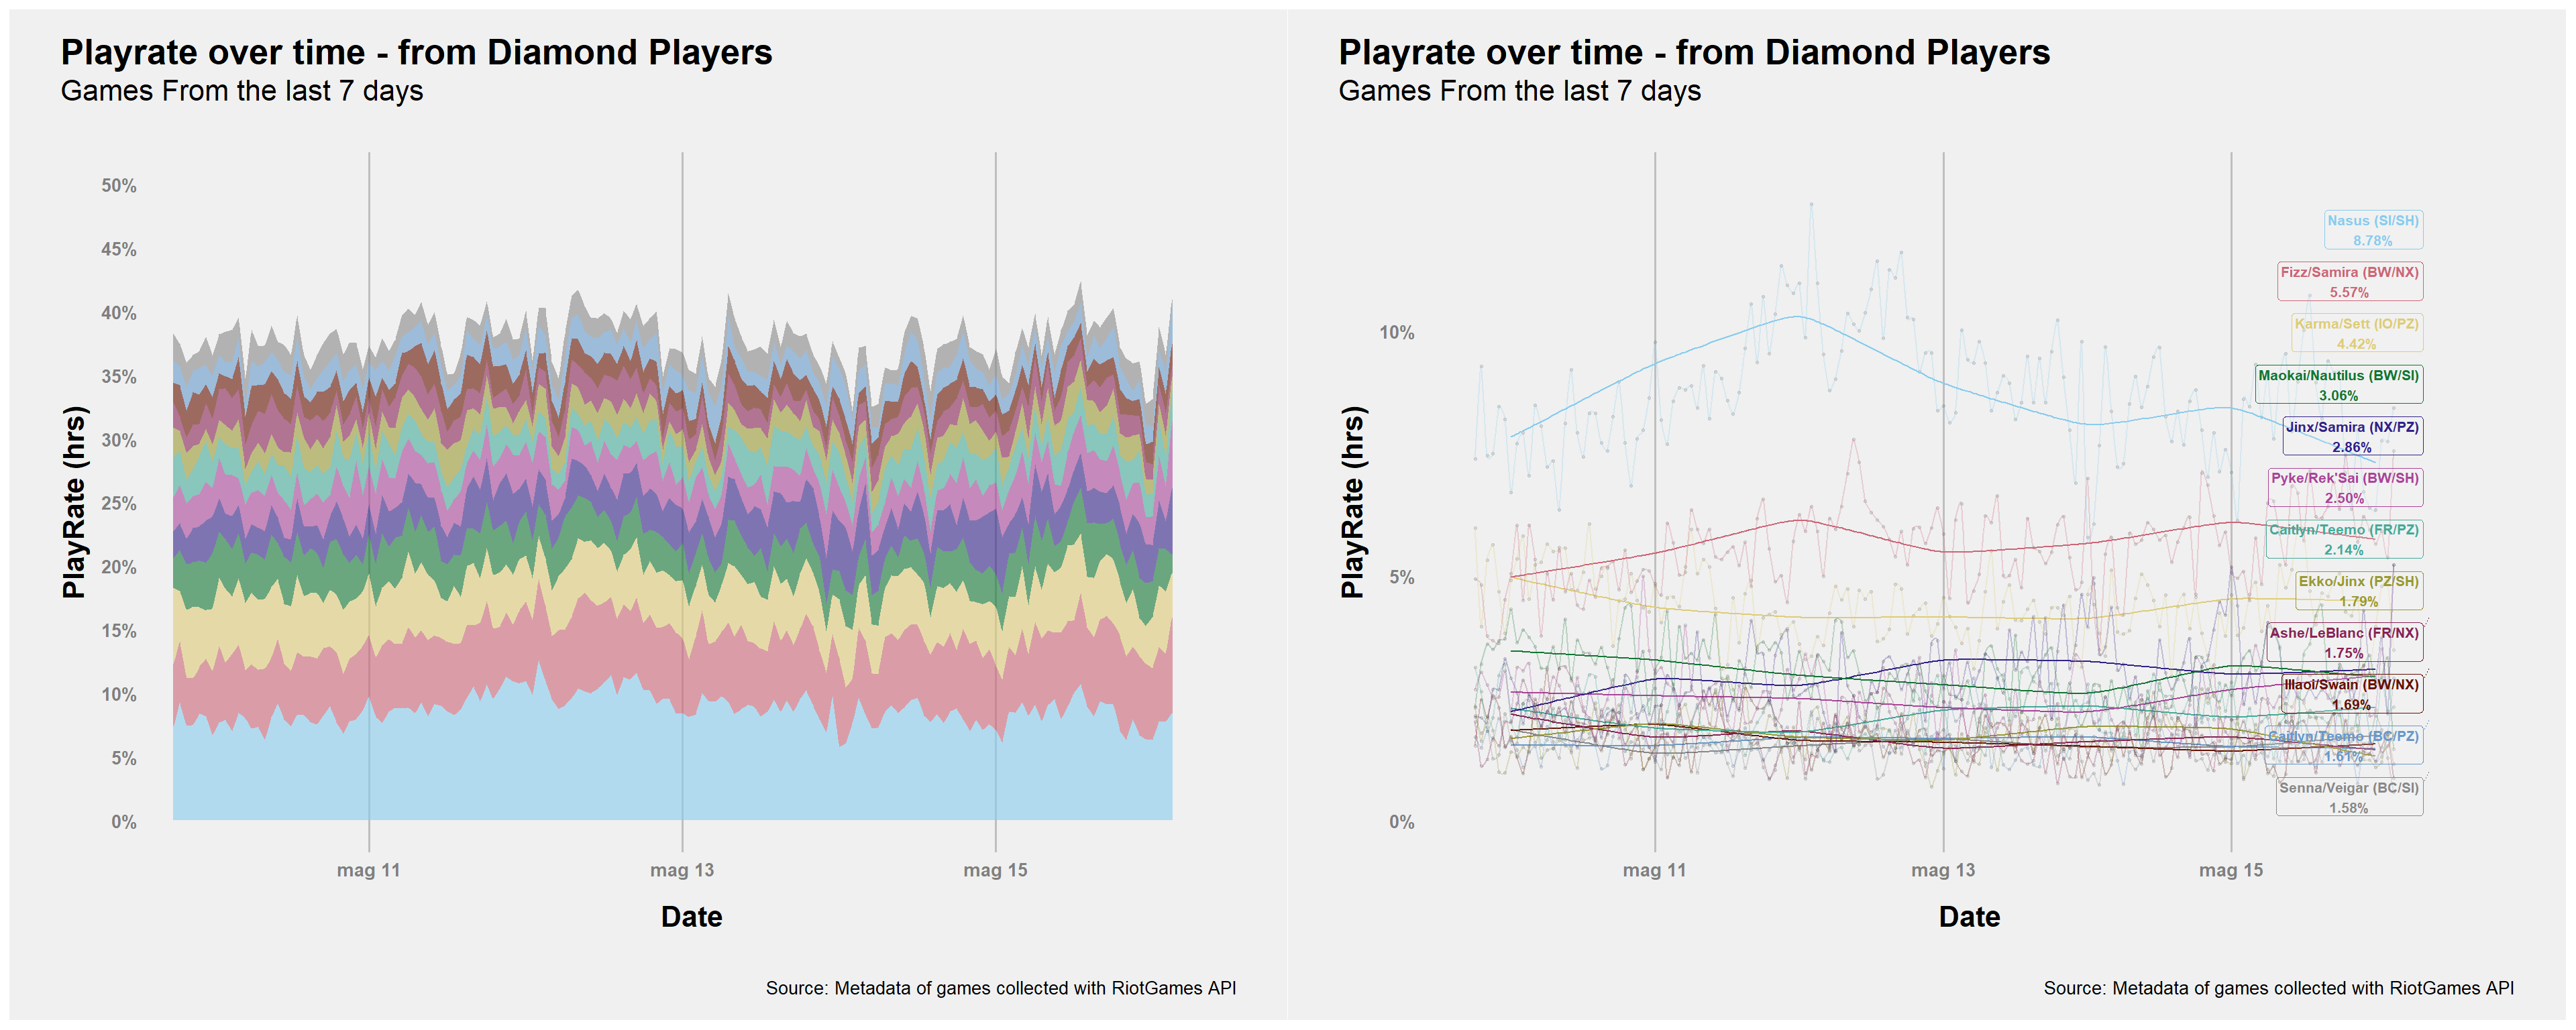 Playrate over time - from Diamond Players
Games From the last 7 days
50%
45%
40%
35%
30%
25%
20%
15%
10%
5%
0%
PlayRate (hrs)
mag 11
mag 13
mag 15
Date
Source: Metadata of games collected with RiotGames API
Playrate over time - from Diamond Players
Games From the last 7 days
10%
5%
0%
PlayRate (hrs)
Nasus (SI/SH)
8.78%
Fizz/Samira (BW/NX)
5.57%
Karma/Sett (IO/PZ)
4.42%
Maokai/Nautilus (BW/SI)
3.06%
Jinx/Samira (NX/PZ)
2.86%
Pyke/Rek'Sai (BW/SH)
2.50%
Caitlyn/Teemo (FR/PZ)
2.14%
Ekko/Jinx (PZ/SH)
1.79%
Ashe/LeBlanc (FR/NX)
1.75%
Illaoi/Swain (BW/NX)
1.69%
Caitlyn/Teemo (BC/PZ)
1.61%
Senna/Veigar (BC/SI)
1.58%
mag 11
mag 13
mag 15
Date
Source: Metadata of games collected with RiotGames API